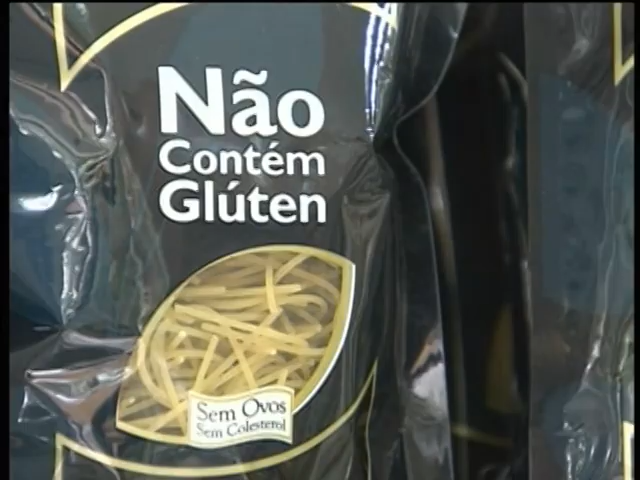 Não
Contém
Glúten
Sem Ovos
Sem Colesterol